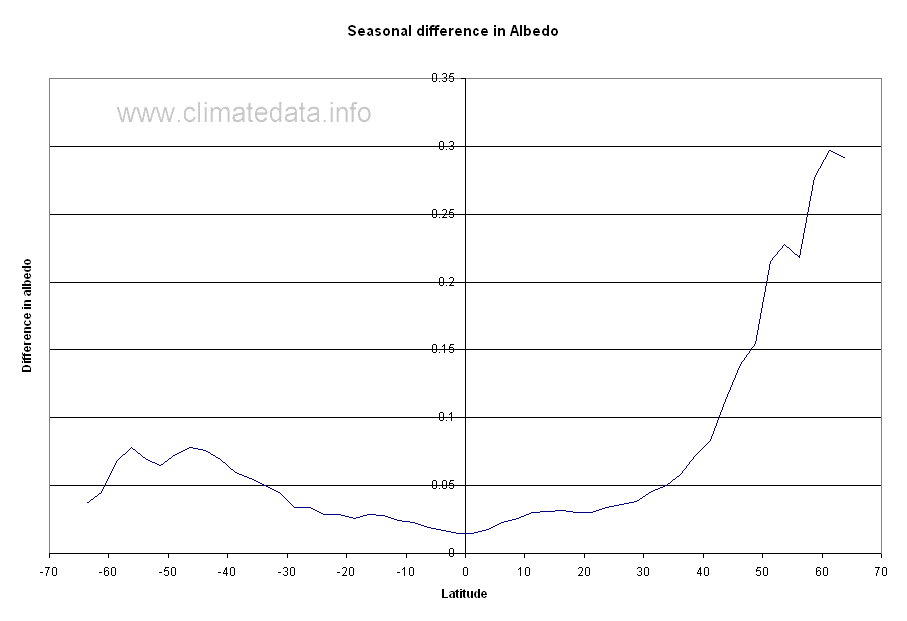 Seasonal difference in Albedo
www.climatedata.info
0.35
0.3
0.25
0.2
0.15
0.1
0.05
0
Difference in albedo
-70 -60 -50 -40 -30 -20 -10 0 10 20 30 40 50 60 70
Latitude